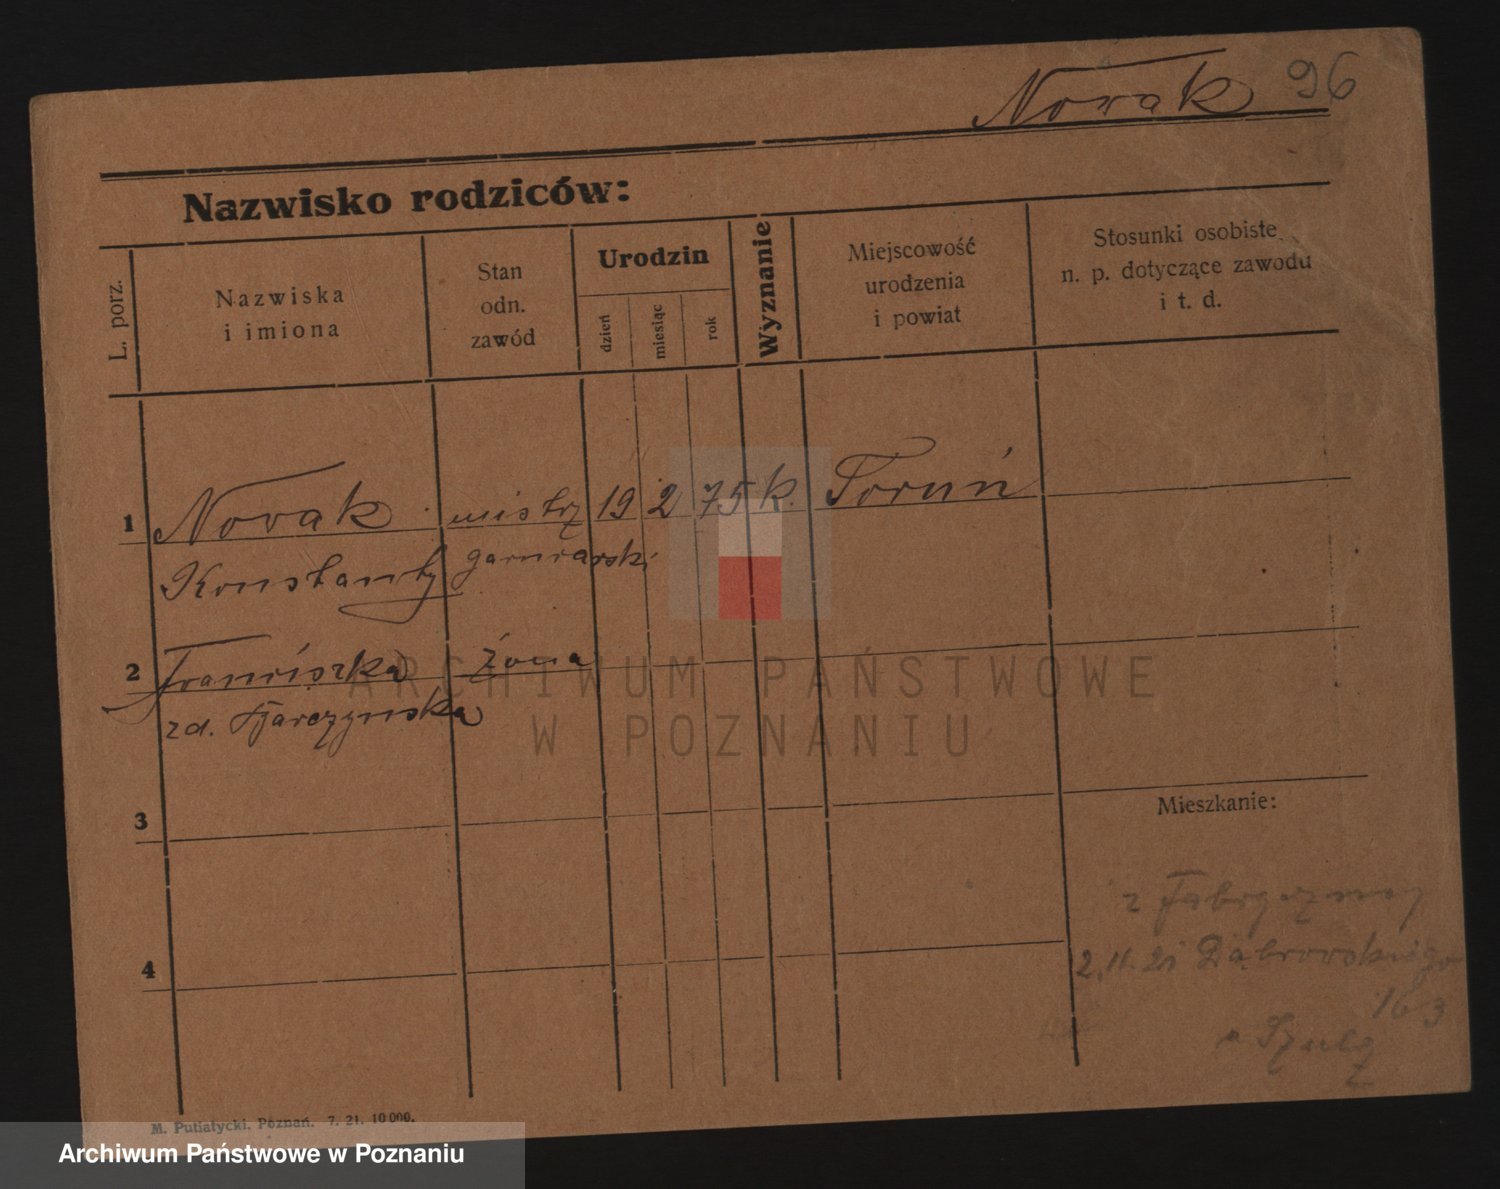 Nowak 96
Nazwisko rodziców:
L. porz.
Nazwiska
i imiona
Stan
odn.
zawód
Urodzin
dzień
miesiąc
rok
Wyznanie
Miejscowość
urodzenia
i powiat
Stosunki osobiste
n. p. dotyczące zawodu
i t. d.
1 Nowak mistrz 19 2 75 k. Toruń
Konstanty garncarski
2 Franciszka żona
zd.
ARCHIWUM PAŃSTWOWE
W POZNANIU
3
Mieszkanie:
z Fabrycznej
4
2.11.21 Dąbrowskiego
163
u Szulz
M. Putiatycki. Poznań. 7. 21. 10 000.
Archiwum Państwowe w Poznaniu